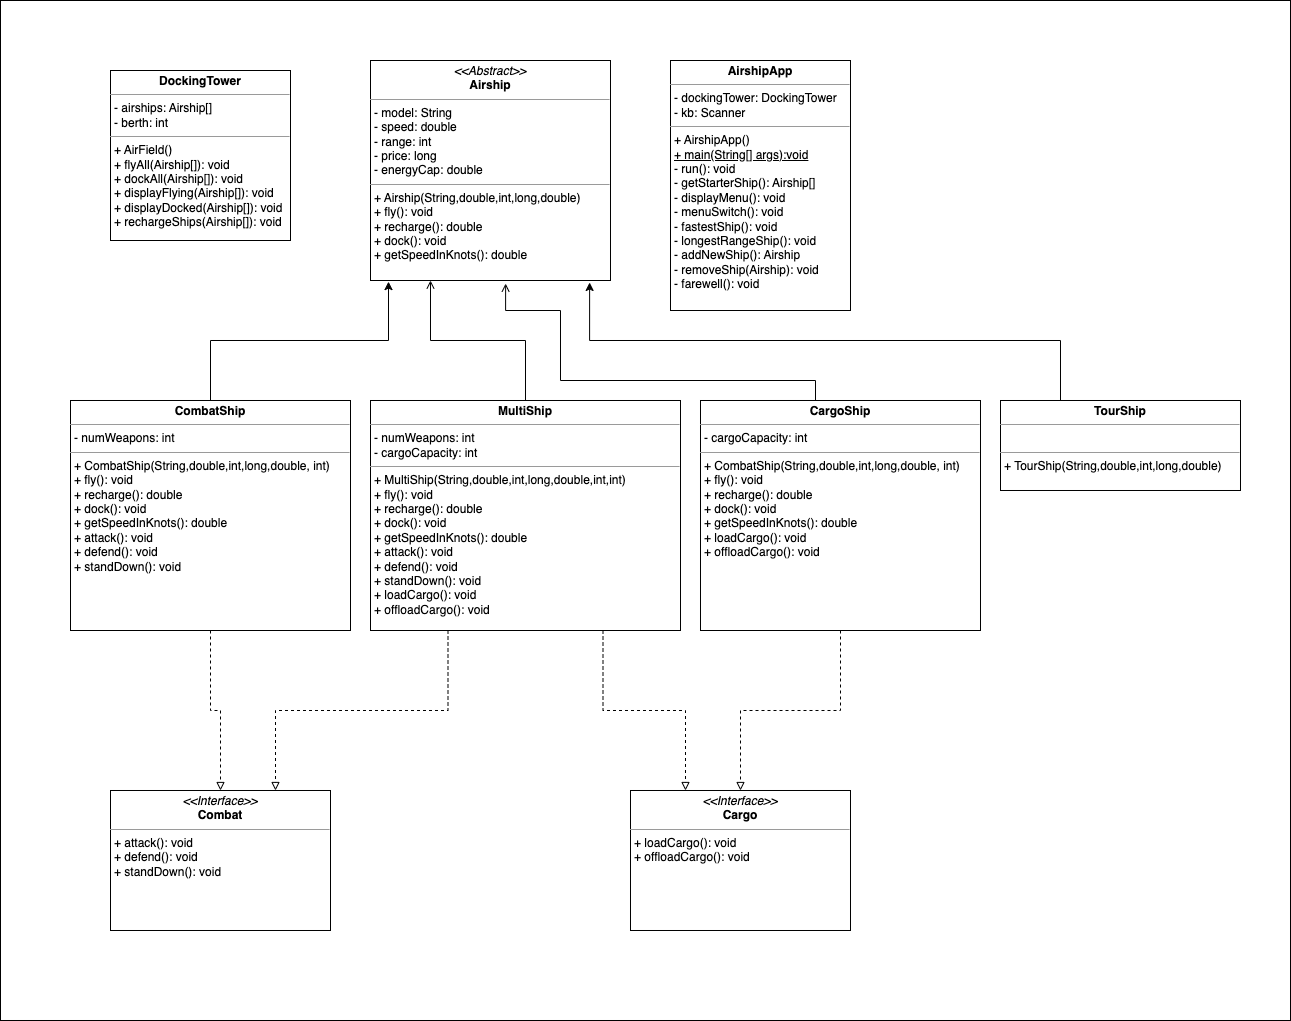 DockingTower
- airships: Airship[]
- berth: int
+ AirField()
+ flyAll(Airship[]): void
+ dockAll(Airship[]): void
+ displayFlying(Airship[]): void
+ displayDocked(Airship[]): void
+ rechargeShips(Airship[]): void
<<Abstract>>
Airship
- model: String
- speed: double
- range: int
- price: long
- energyCap: double
+ Airship(String,double,int,long,double)
+ fly(): void
+ recharge(): double
+ dock(): void
+ getSpeedInKnots(): double
AirshipApp
- dockingTower: DockingTower
- kb: Scanner
+ AirshipApp()
+ main(String[] args):void
- run(): void
- getStarterShip(): Airship[]
- displayMenu(): void
- menuSwitch(): void
- fastestShip(): void
- longestRangeShip(): void
- addNewShip(): Airship
- removeShip(Airship): void
- farewell(): void
CombatShip
- numWeapons: int
+ CombatShip(String,double,int,long,double, int)
+ fly(): void
+ recharge(): double
+ dock(): void
+ getSpeedInKnots(): double
+ attack(): void
+ defend(): void
+ standDown(): void
MultiShip
- numWeapons: int
- cargoCapacity: int
+ MultiShip(String,double,int,long,double,int,int)
+ fly(): void
+ recharge(): double
+ dock(): void
+ getSpeedInKnots(): double
+ attack(): void
+ defend(): void
+ standDown(): void
+ loadCargo(): void
+ offloadCargo(): void
CargoShip
- cargoCapacity: int
+ CombatShip(String,double,int,long,double, int)
+ fly(): void
+ recharge(): double
+ dock(): void
+ getSpeedInKnots(): double
+ loadCargo(): void
+ offloadCargo(): void
TourShip
+ TourShip(String,double,int,long,double)
<<Interface>>
Combat
+ attack(): void
+ defend(): void
+ standDown(): void
<<Interface>>
Cargo
+ loadCargo(): void
+ offloadCargo(): void